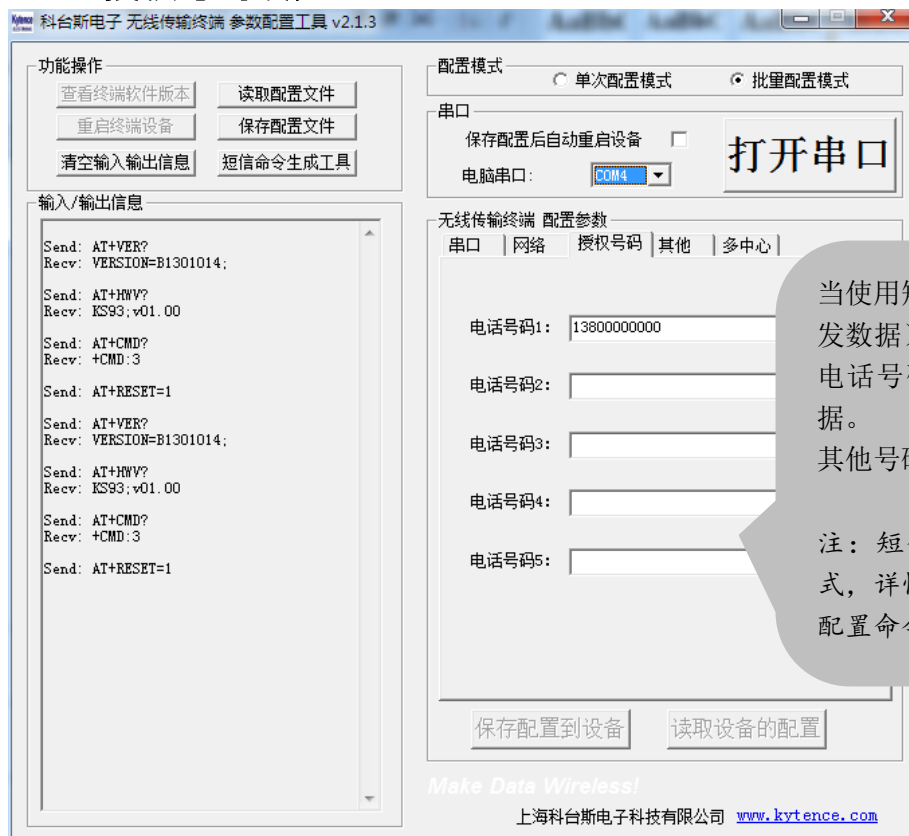 科台斯电子 无线传输终端 参数配置工具 v2.1.3
功能操作
查看终端软件版本 读取配置文件
重启终端设备 保存配置文件
清空输入输出信息 短信命令生成工具
输入/输出信息
Send: AT+VER?
Recv: VERSION=B1301014;
Send: AT+HWV?
Recv: KS93;v01.00
Send: AT+CMD?
Recv: +CMD:3
Send: AT+RESET=1
Send: AT+VER?
Recv: VERSION=B1301014;
Send: AT+HWV?
Recv: KS93;v01.00
Send: AT+CMD?
Recv: +CMD:3
Send: AT+RESET=1
配置模式
单次配置模式 批量配置模式
串口
保存配置后自动重启设备
电脑串口: COM4
打开串口
无线传输终端 配置参数
串口 网络 授权号码 其他 多中心
电话号码1: 13800000000
电话号码2:
电话号码3:
电话号码4:
电话号码5:
当使用
发数据
电话号
据。
其他号
注: 短
式, 详
配置命
保存配置到设备 读取设备的配置
Make Data Wireless!
上海科台斯电子科技有限公司 www.kytence.com